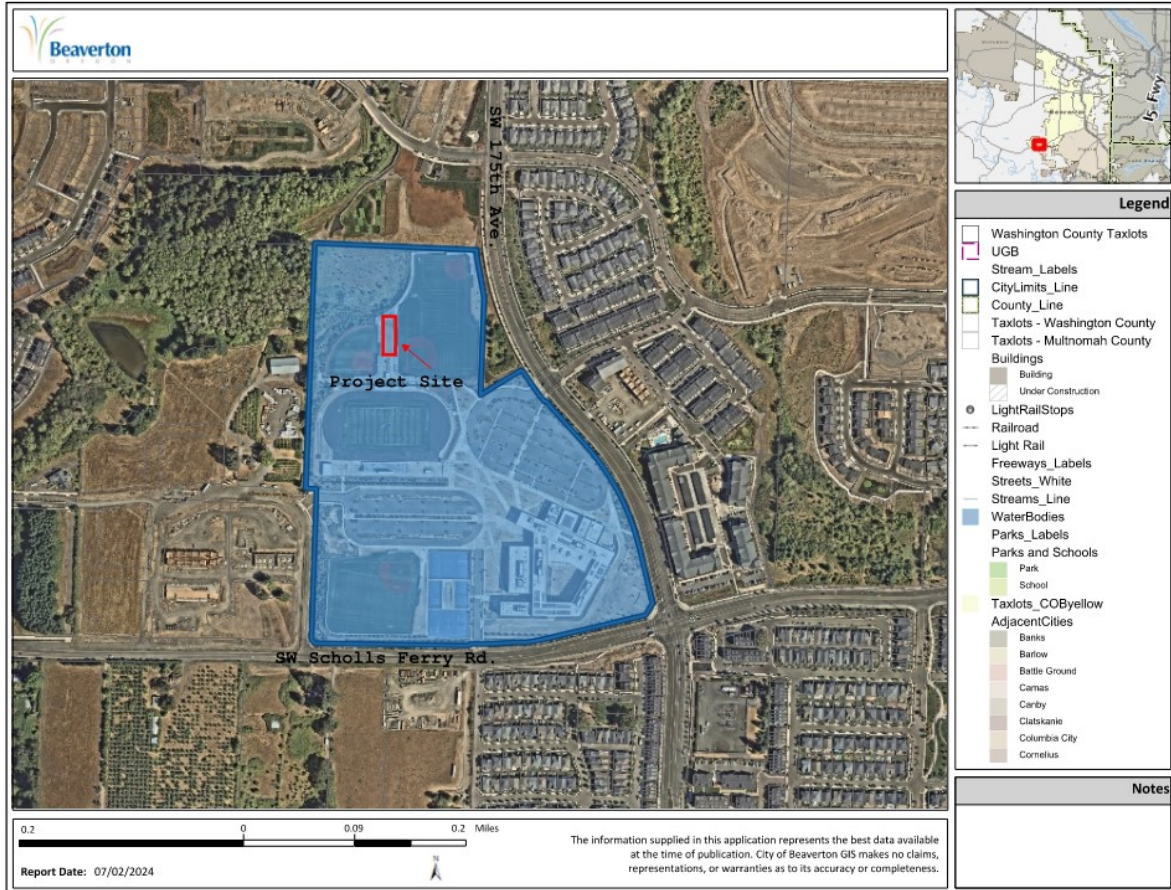 Beaverton
OREGON
SW 175th Ave.
Project Site
SW Scholls Ferry Rd.
I5 Fwy
Legend
Washington County Taxlots
UGB
Stream_Labels
CityLimits_Line
County_Line
Taxlots - Washington County
Taxlots - Multnomah County
Buildings
Building
Under Construction
LightRailStops
Railroad
Light Rail
Freeways_Labels
Streets_White
Streams_Line
WaterBodies
Parks_Labels
Parks and Schools
Park
School
Taxlots_COByellow
AdjacentCities
Banks
Barlow
Battle Ground
Camas
Canby
Clatskanie
Columbia City
Cornelius
Notes
0.2 0 0.09 0.2 Miles
Report Date: 07/02/2024
N
The information supplied in this application represents the best data available
at the time of publication. City of Beaverton GIS makes no claims,
representations, or warranties as to its accuracy or completeness.